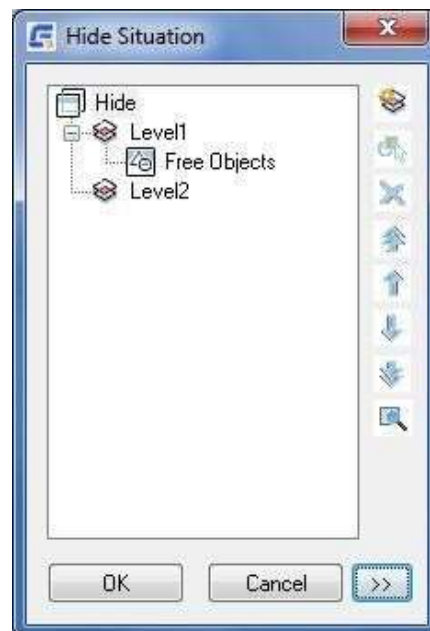 Hide Situation
Hide
Level1
Free Objects
Level2
OK
Cancel
>>